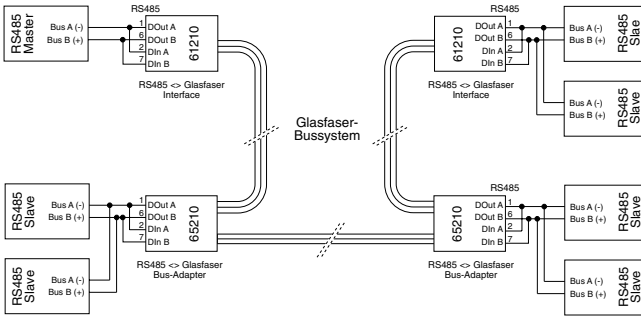 RS485
RS485 Master
Bus A (-)
Bus B (+)
1
6
2
7
DOut A
DOut B
DIn A
DIn B
61210
RS485 <> Glasfaser
Interface
RS485
61210
DOut A
DOut B
DIn A
DIn B
1
6
2
7
RS485 <> Glasfaser
Interface
Bus A (-)
Bus B (+)
RS485 Slae
Bus A (-)
Bus B (+)
RS485 Slave
Glasfaser-
Bussystem
RS485 Slave
Bus A (-)
Bus B (+)
RS485 Slave
Bus A (-)
Bus B (+)
1
6
2
7
DOut A
DOut B
DIn A
DIn B
65210
RS485 <> Glasfaser
Bus-Adapter
RS485
65210
DOut A
DOut B
DIn A
DIn B
1
6
2
7
RS485 <> Glasfaser
Bus-Adapter
Bus A (-)
Bus B (+)
RS485 Slave
Bus A (-)
Bus B (+)
RS485 Slave